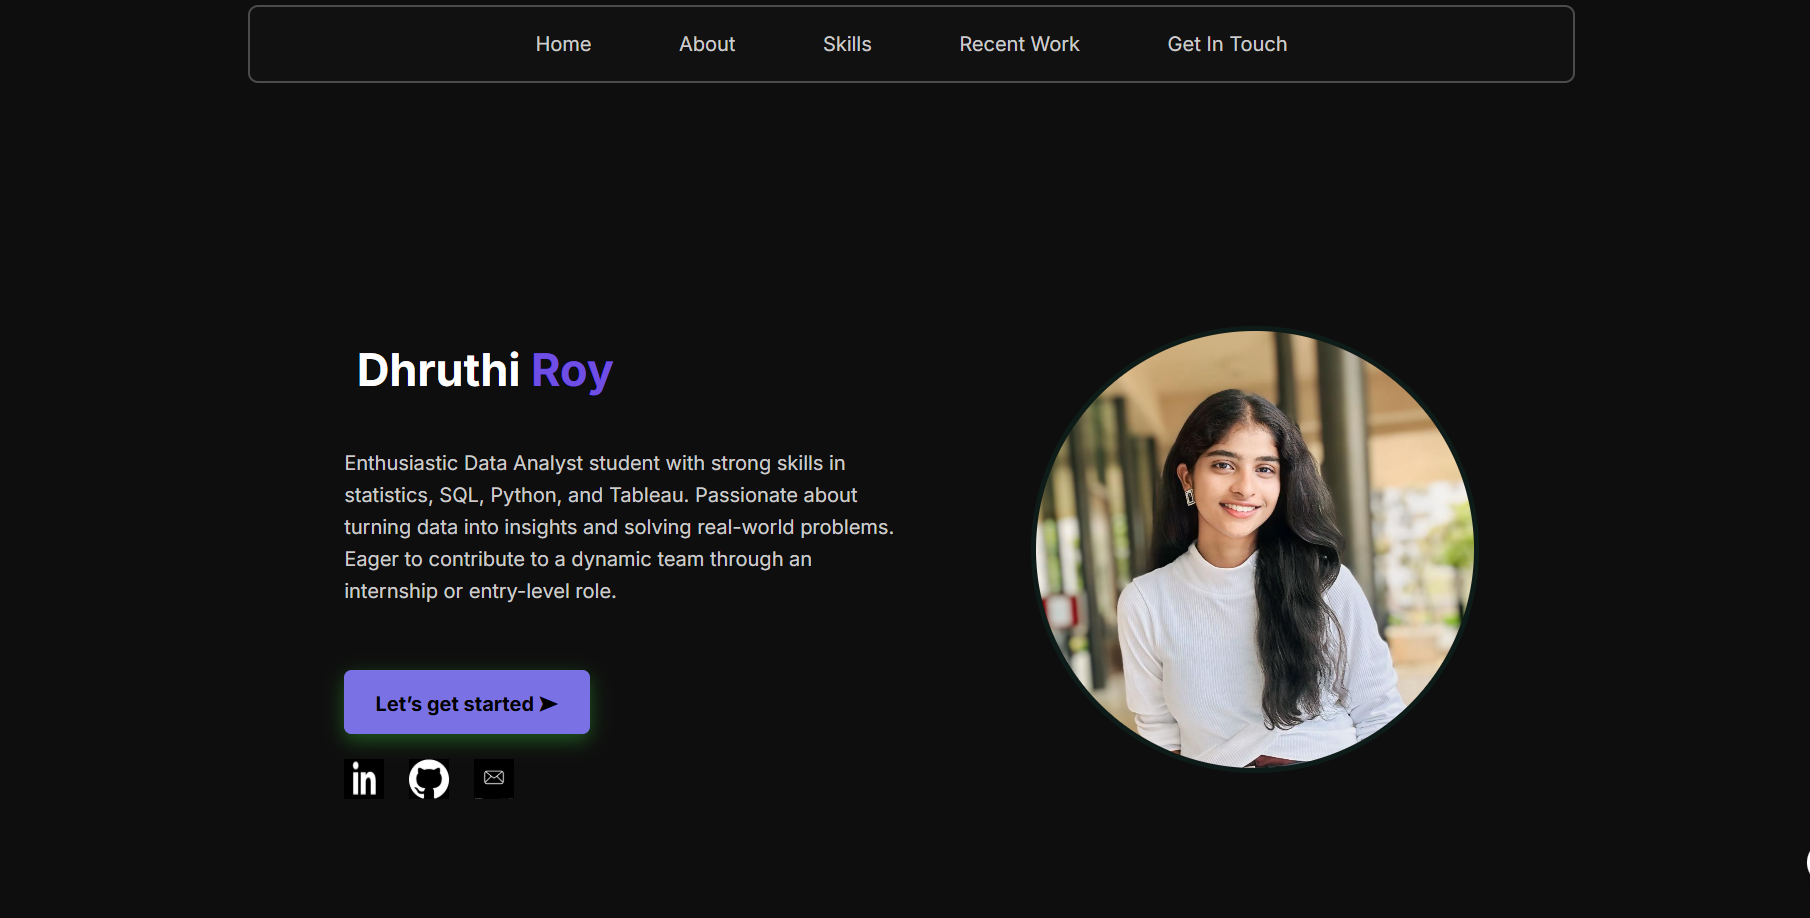 Home About Skills Recent Work Get In Touch
Dhruthi Roy
Enthusiastic Data Analyst student with strong skills in
statistics, SQL, Python, and Tableau. Passionate about
turning data into insights and solving real-world problems.
Eager to contribute to a dynamic team through an
internship or entry-level role.
Let’s get started ➤
in